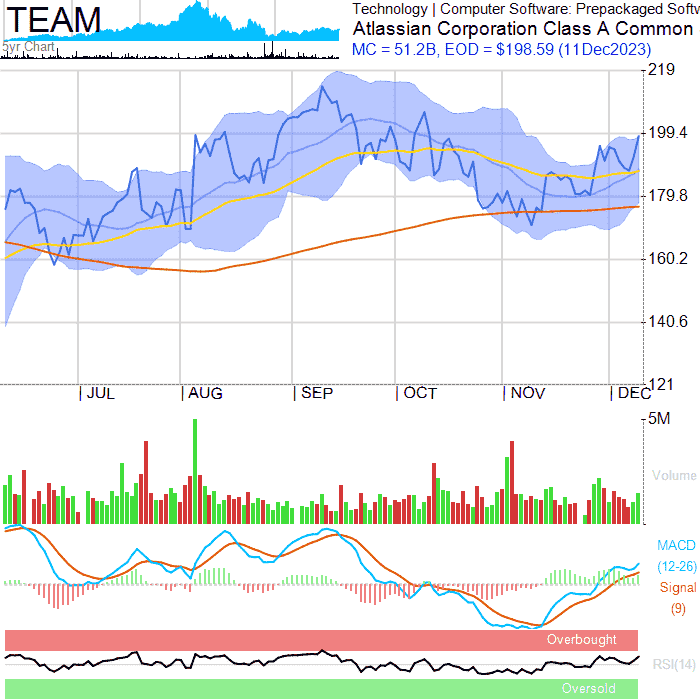 TEAM
5yr Chart
Technology | Computer Software: Prepackaged Softw
Atlassian Corporation Class A Common
MC = 51.2B, EOD = $198.59 (11Dec2023)
219
199.4
179.8
160.2
140.6
121
JUL
AUG
SEP
OCT
NOV
DEC
5M
Volume
MACD
(12-26)
Signal
(9)
Overbought
RSI(14)
Oversold